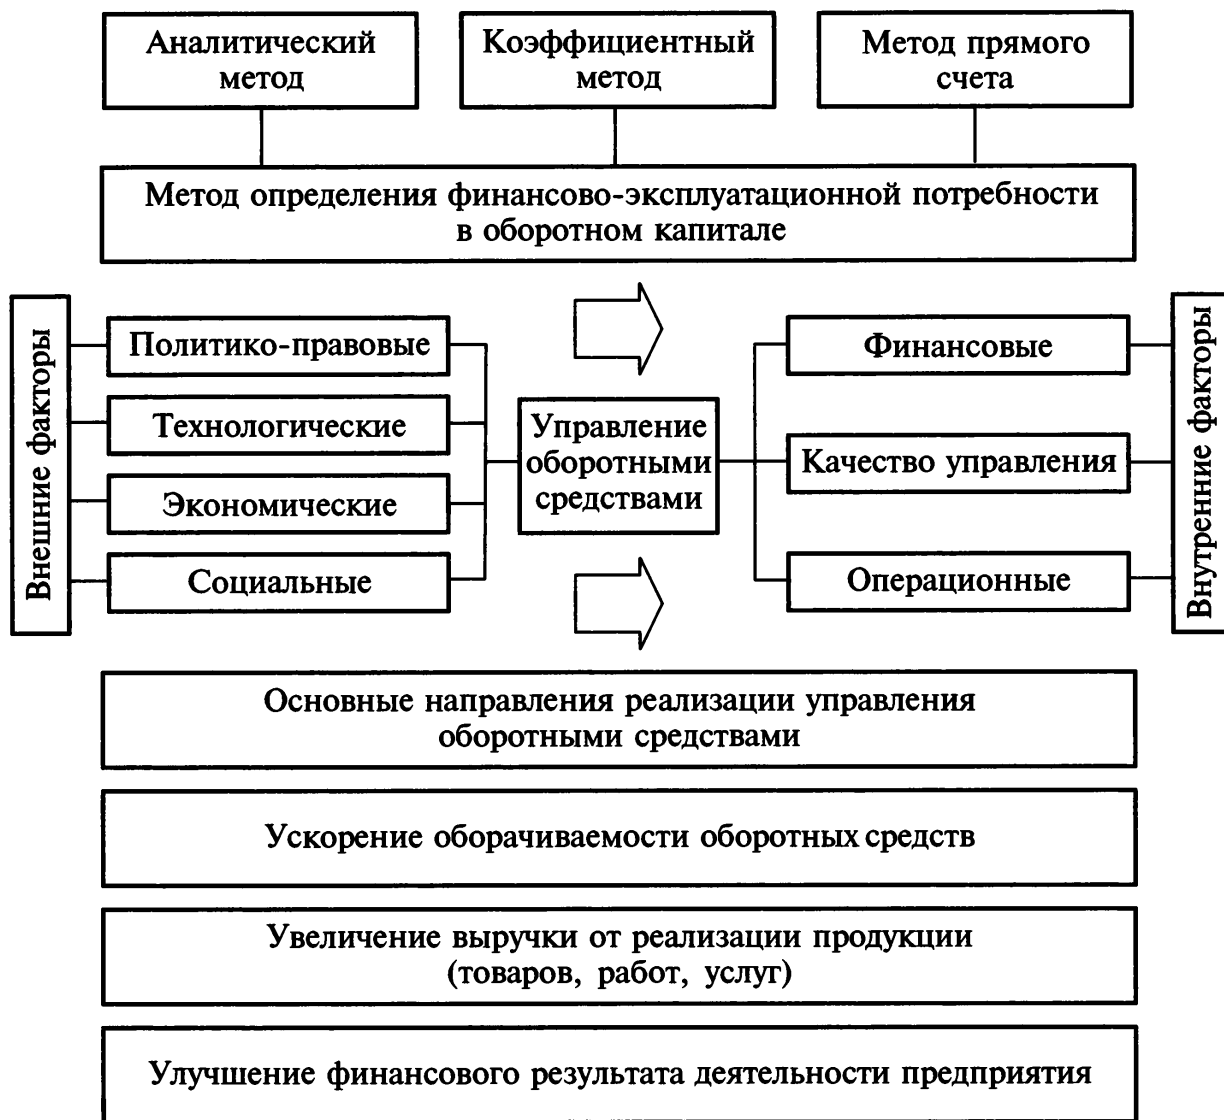 Аналитический
метод
Коэффициентный
метод
Метод прямого
счета
Метод определения финансово-эксплуатационной потребности
в оборотном капитале
Внешние факторы
Политико-правовые
Технологические
Экономические
Социальные
Управление
оборотными
средствами
Финансовые
Качество управления
Операционные
Внутренние факторы
Основные направления реализации управления
оборотными средствами
Ускорение оборачиваемости оборотных средств
Увеличение выручки от реализации продукции
(товаров, работ, услуг)
Улучшение финансового результата деятельности предприятия